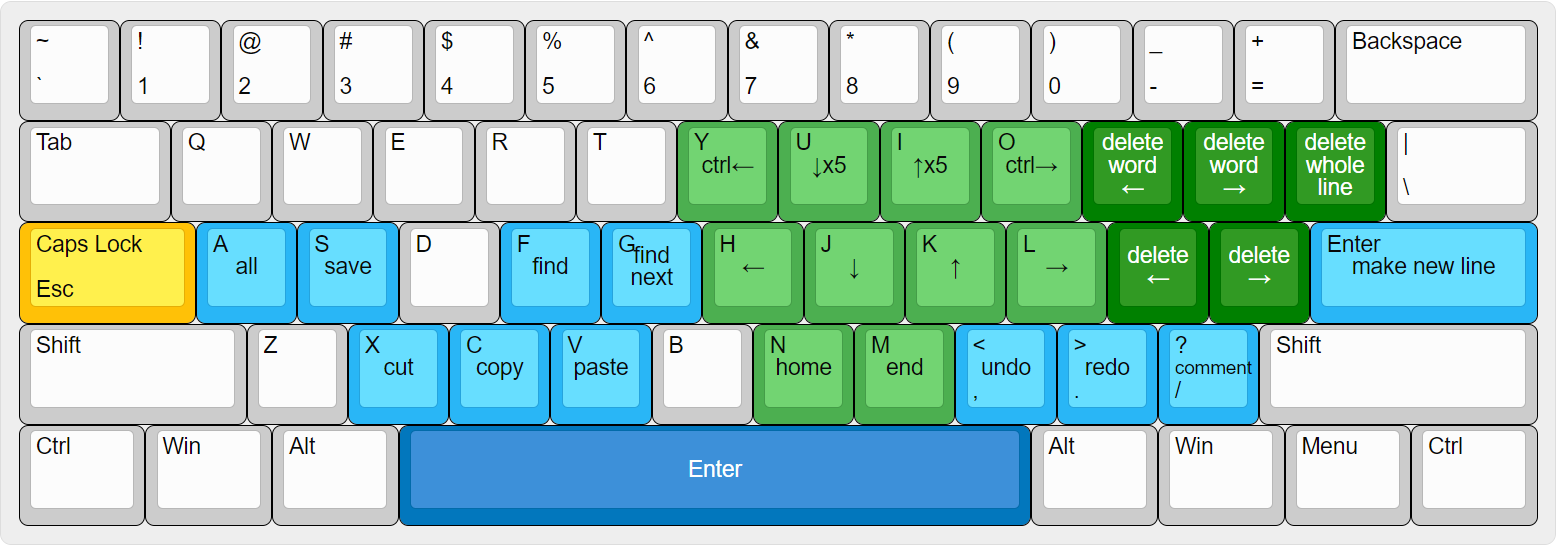 ~ ! @ # $ % ^ & * ( ) _ + Backspace
` 1 2 3 4 5 6 7 8 9 0 - =
Tab Q W E R T Y U I O delete delete delete |
ctrl← ↓x5 ↑x5 ctrl→ word word whole
← → line \
Caps Lock A S D F G H J K L Enter
all save find find ← ↓ ↑ → delete delete make new line
next ← →
Esc
Shift Z X C V B N M < > ? Shift
cut copy paste home end undo redo comment
, . /
Ctrl Win Alt Enter Alt Win Menu Ctrl